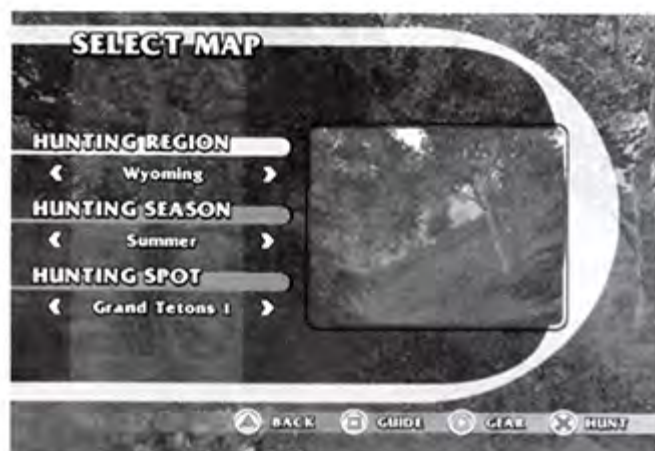 SELECT MAP
HUNTING REGION
Wyoming
HUNTING SEASON
Summer
HUNTING SPOT
Grand Tetons 1
BACK GUIDE GEAR HUNT